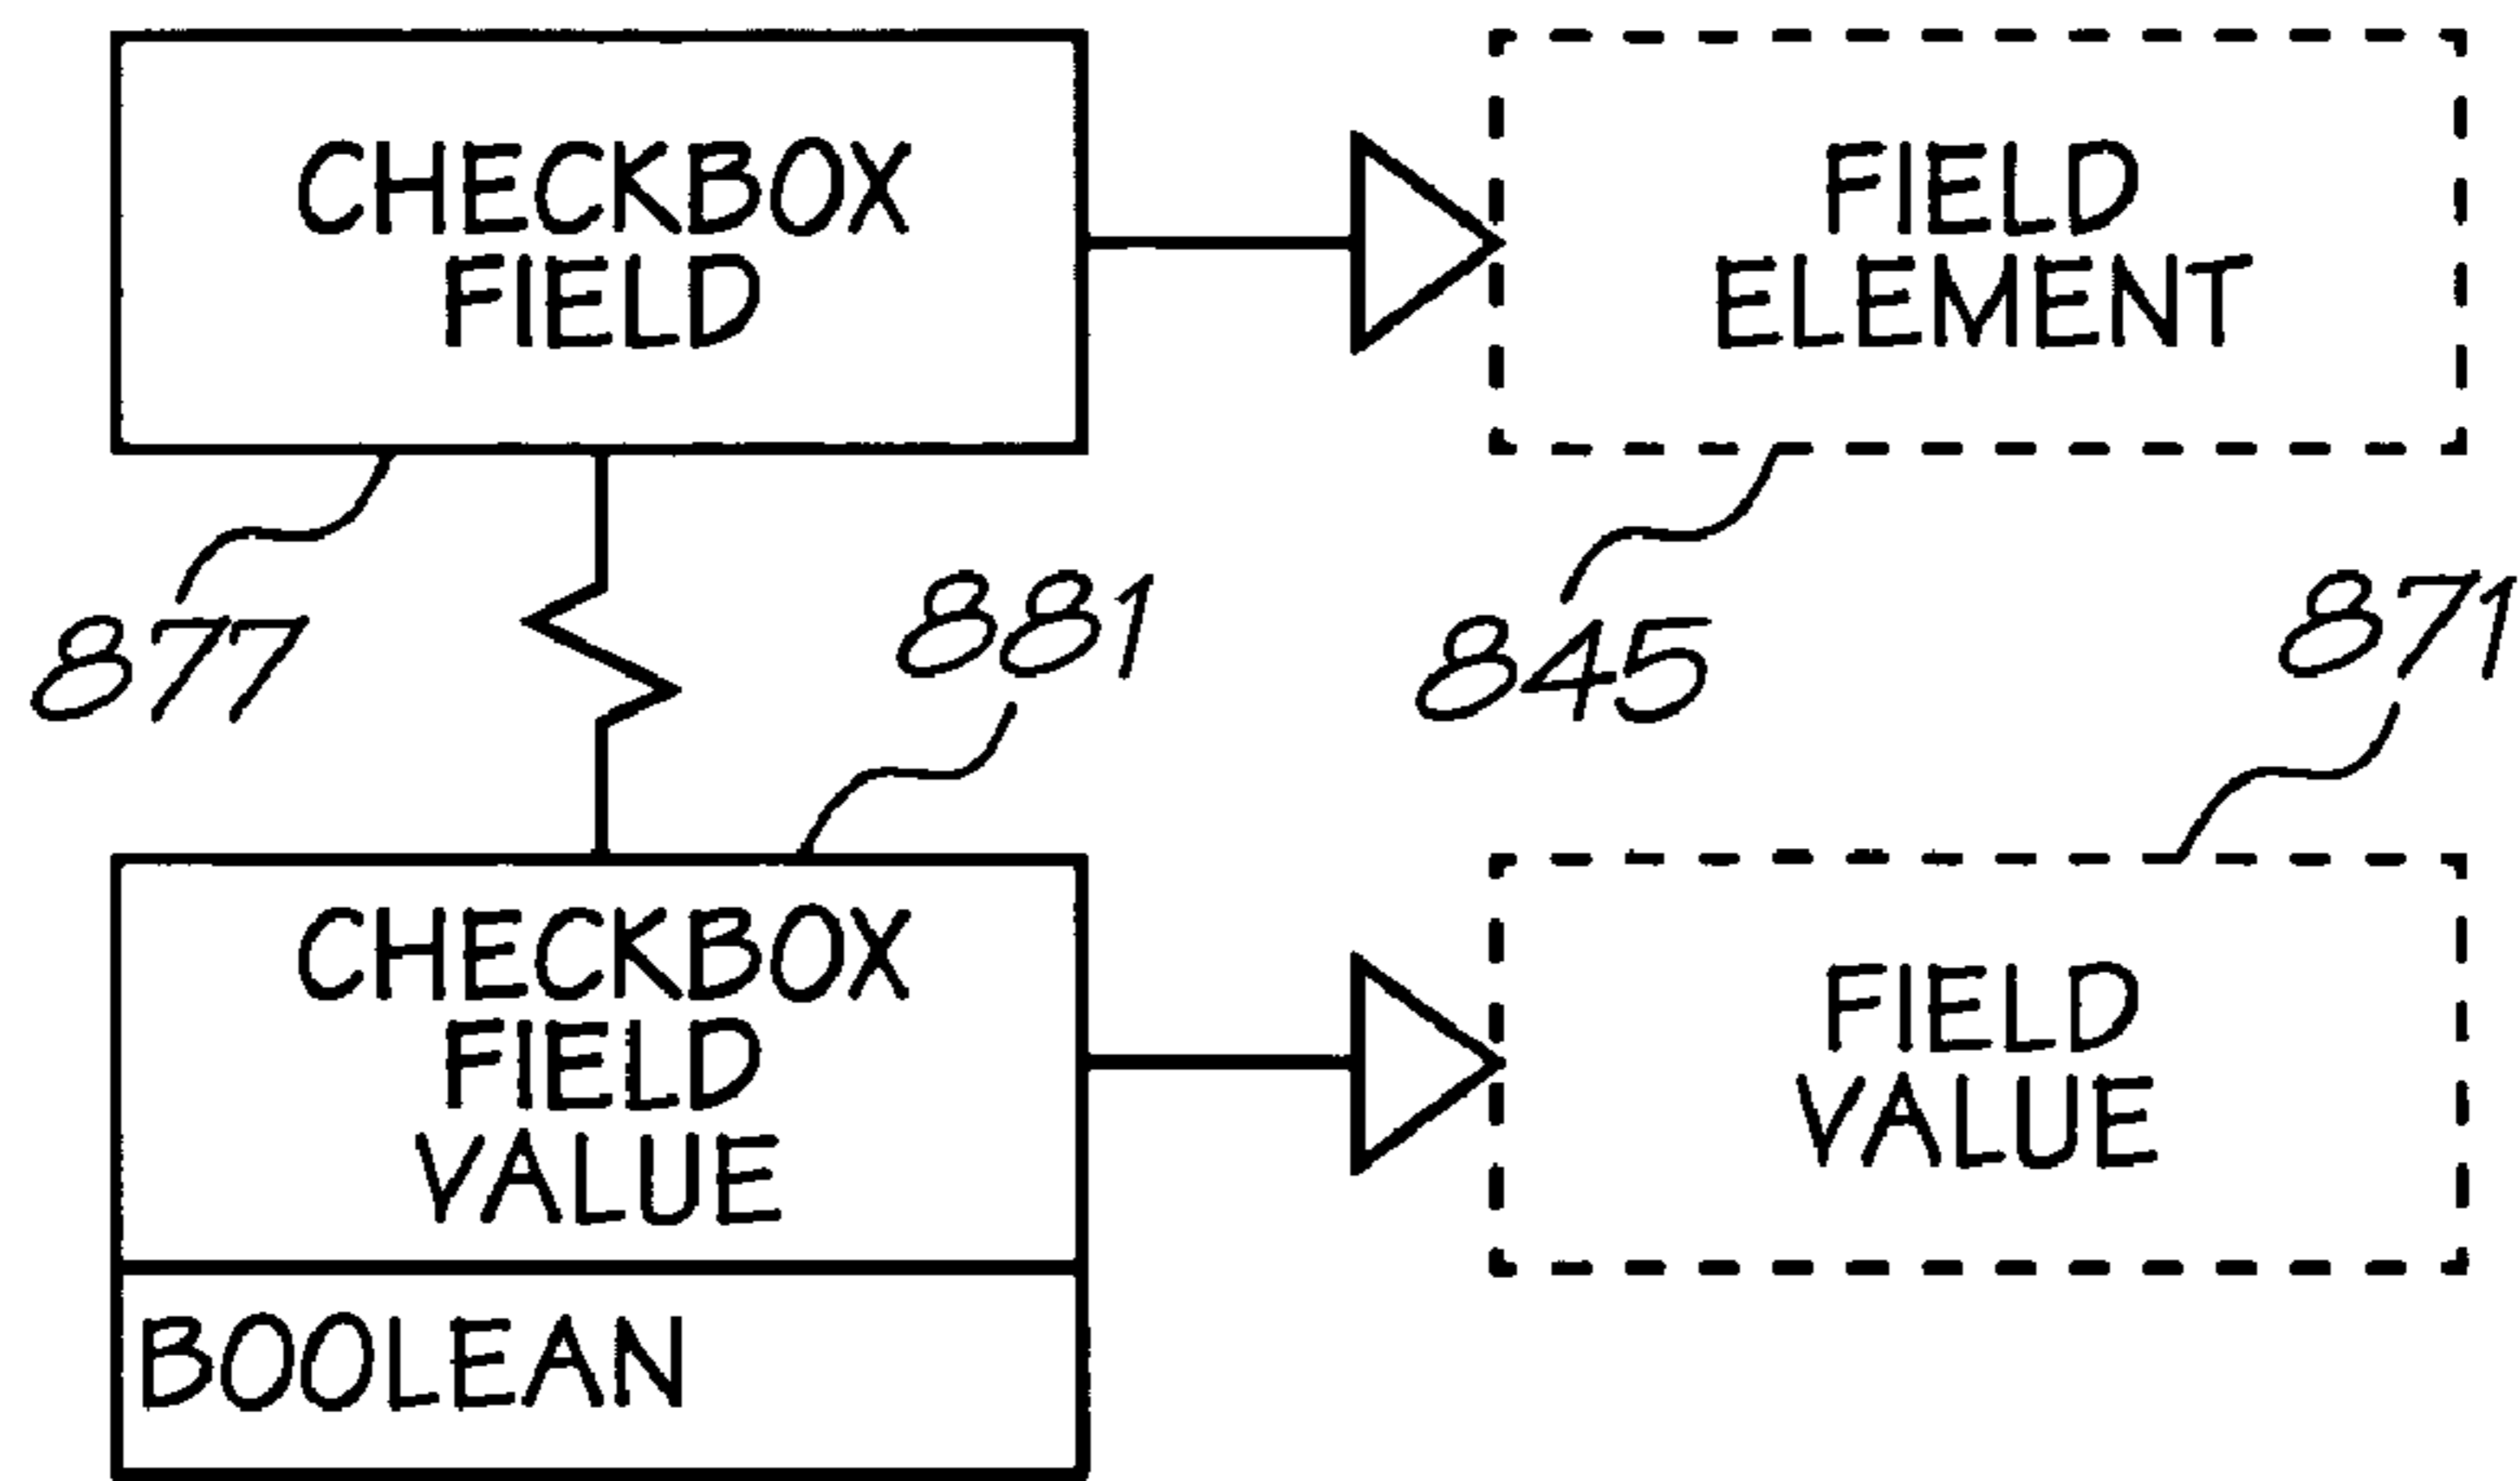 CHECKBOX
FIELD
FIELD
ELEMENT
877
881
845
871
CHECKBOX
FIELD
VALUE
FIELD
VALUE
BOOLEAN